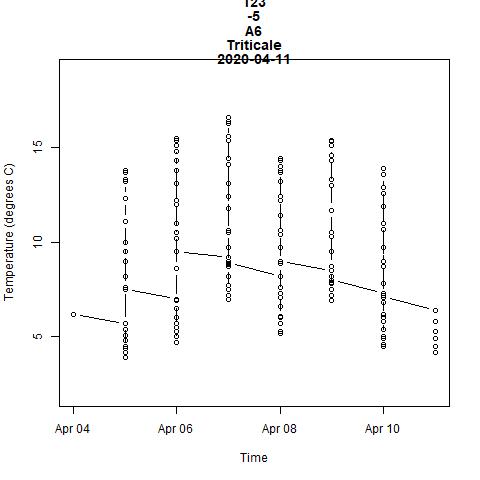 123
-5
A6
Triticale
2020-04-11
Temperature (degrees C)
15
10
5
Apr 04
Apr 06
Apr 08
Apr 10
Time